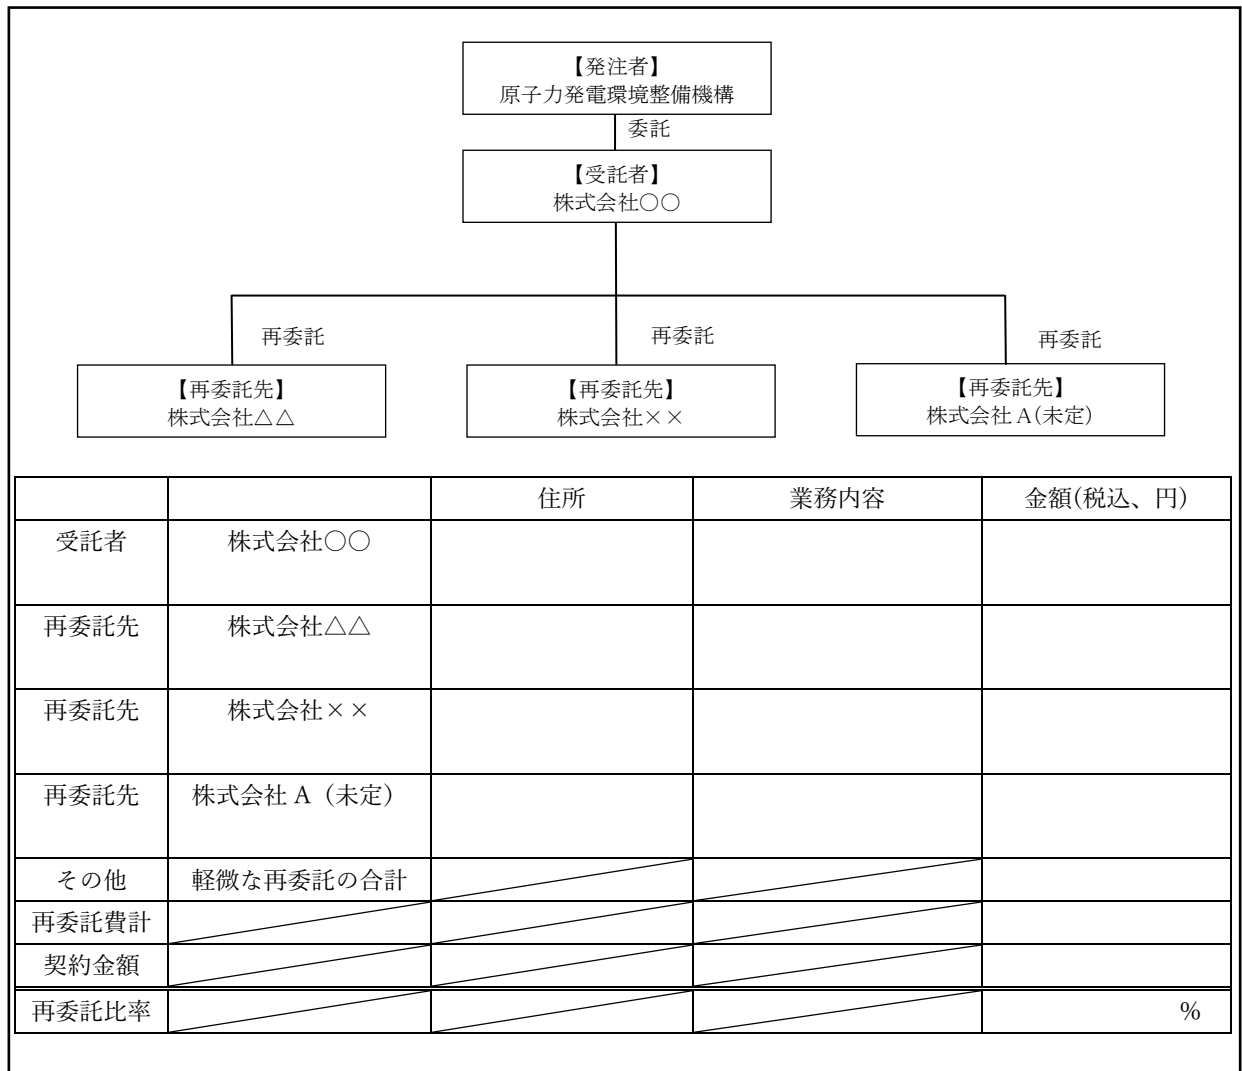 【発注者】
原子力発電環境整備機構
委託
【受託者】
株式会社○○
再委託
再委託
再委託
【再委託先】
株式会社△△
【再委託先】
株式会社××
【再委託先】
株式会社A(未定)
住所 業務内容 金額(税込、円)
受託者 株式会社○○
再委託先 株式会社△△
再委託先 株式会社××
再委託先 株式会社 A（未定）
その他 軽微な再委託の合計
再委託費計
契約金額
再委託比率 %